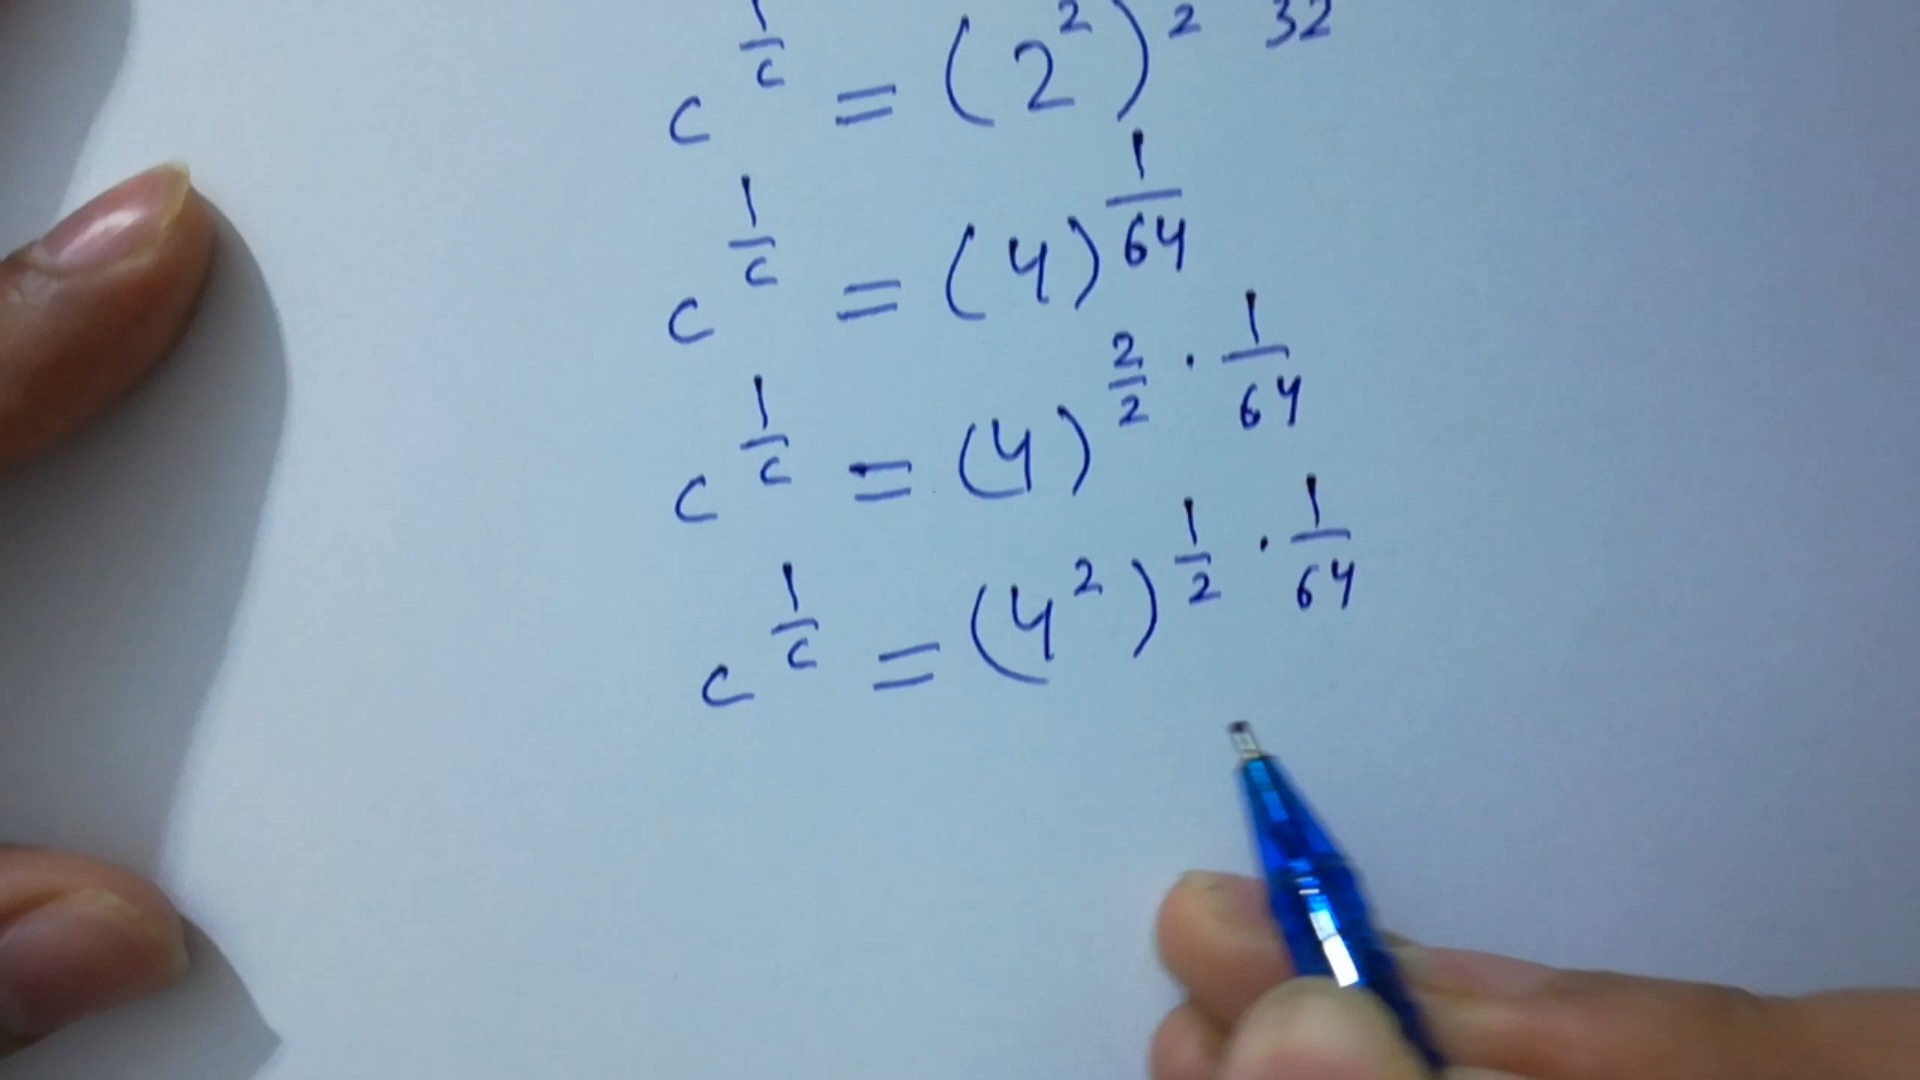 c^(1/c) = (2^2)^2 32
c^(1/c) = (4)^(1/64)
c^(1/c) = (4)^(2/2 · 1/64)
c^(1/c) = (4^2)^(1/2 · 1/64)